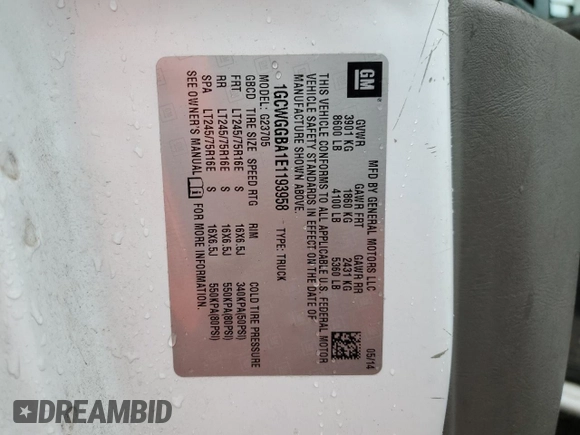 GM
MFD BY GENERAL MOTORS LLC
05/14
GVWR GAWR FRT GAWR RR
3901 KG 1860 KG 2431 KG
8600 LB 4100 LB 5360 LB
THIS VEHICLE CONFORMS TO ALL APPLICABLE U.S. FEDERAL MOTOR
VEHICLE SAFETY STANDARDS IN EFFECT ON THE DATE OF
MANUFACTURE SHOWN ABOVE.
1GCWGGBA1E1193958 TYPE: TRUCK
MODEL: G23705
GBCD TIRE SIZE SPEED RTG RIM COLD TIRE PRESSURE
FRT LT245/75R16E S 16X6.5J 340KPA(50PSI)
RR LT245/75R16E S 16X6.5J 550KPA(80PSI)
SPA LT245/75R16E S 16X6.5J 550KPA(80PSI)
SEE OWNER'S MANUAL FOR MORE INFORMATION.
DREAMBID